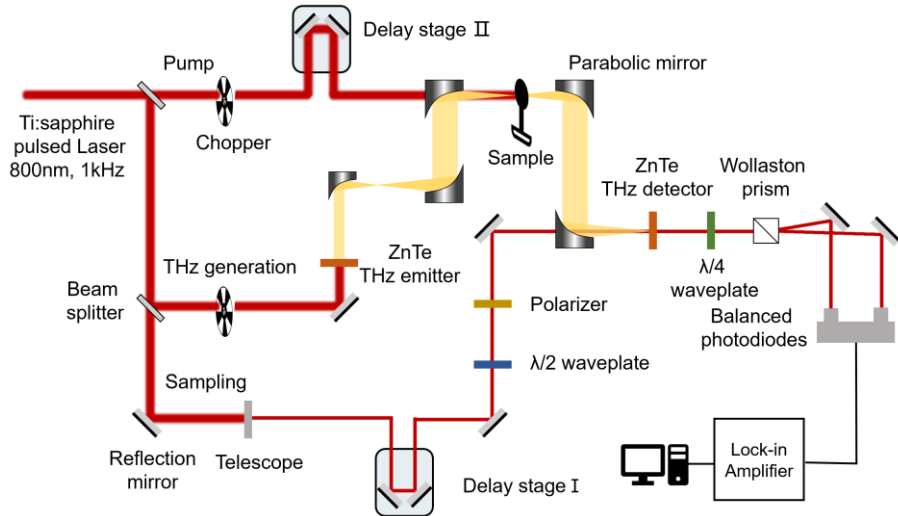 Delay stage Ⅱ
Pump
Parabolic mirror
Ti:sapphire
pulsed Laser
800nm, 1kHz
Chopper
Sample
ZnTe
THz detector
Wollaston
prism
THz generation
ZnTe
THz emitter
λ/4
waveplate
Beam
splitter
Polarizer
Balanced
photodiodes
λ/2 waveplate
Sampling
Reflection
mirror
Telescope
Delay stage Ⅰ
Lock-in
Amplifier